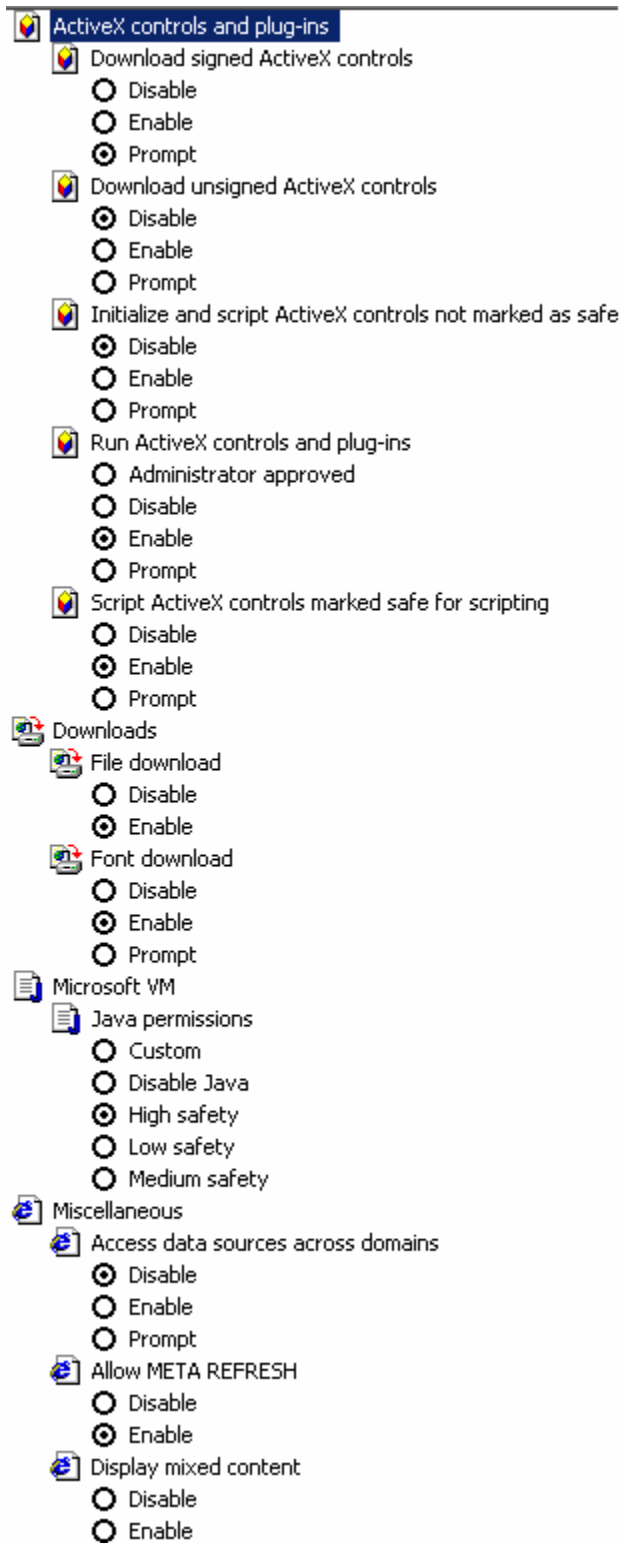 ActiveX controls and plug-ins
Download signed ActiveX controls
Disable
Enable
Prompt
Download unsigned ActiveX controls
Disable
Enable
Prompt
Initialize and script ActiveX controls not marked as safe
Disable
Enable
Prompt
Run ActiveX controls and plug-ins
Administrator approved
Disable
Enable
Prompt
Script ActiveX controls marked safe for scripting
Disable
Enable
Prompt
Downloads
File download
Disable
Enable
Font download
Disable
Enable
Prompt
Microsoft VM
Java permissions
Custom
Disable Java
High safety
Low safety
Medium safety
Miscellaneous
Access data sources across domains
Disable
Enable
Prompt
Allow META REFRESH
Disable
Enable
Display mixed content
Disable
Enable